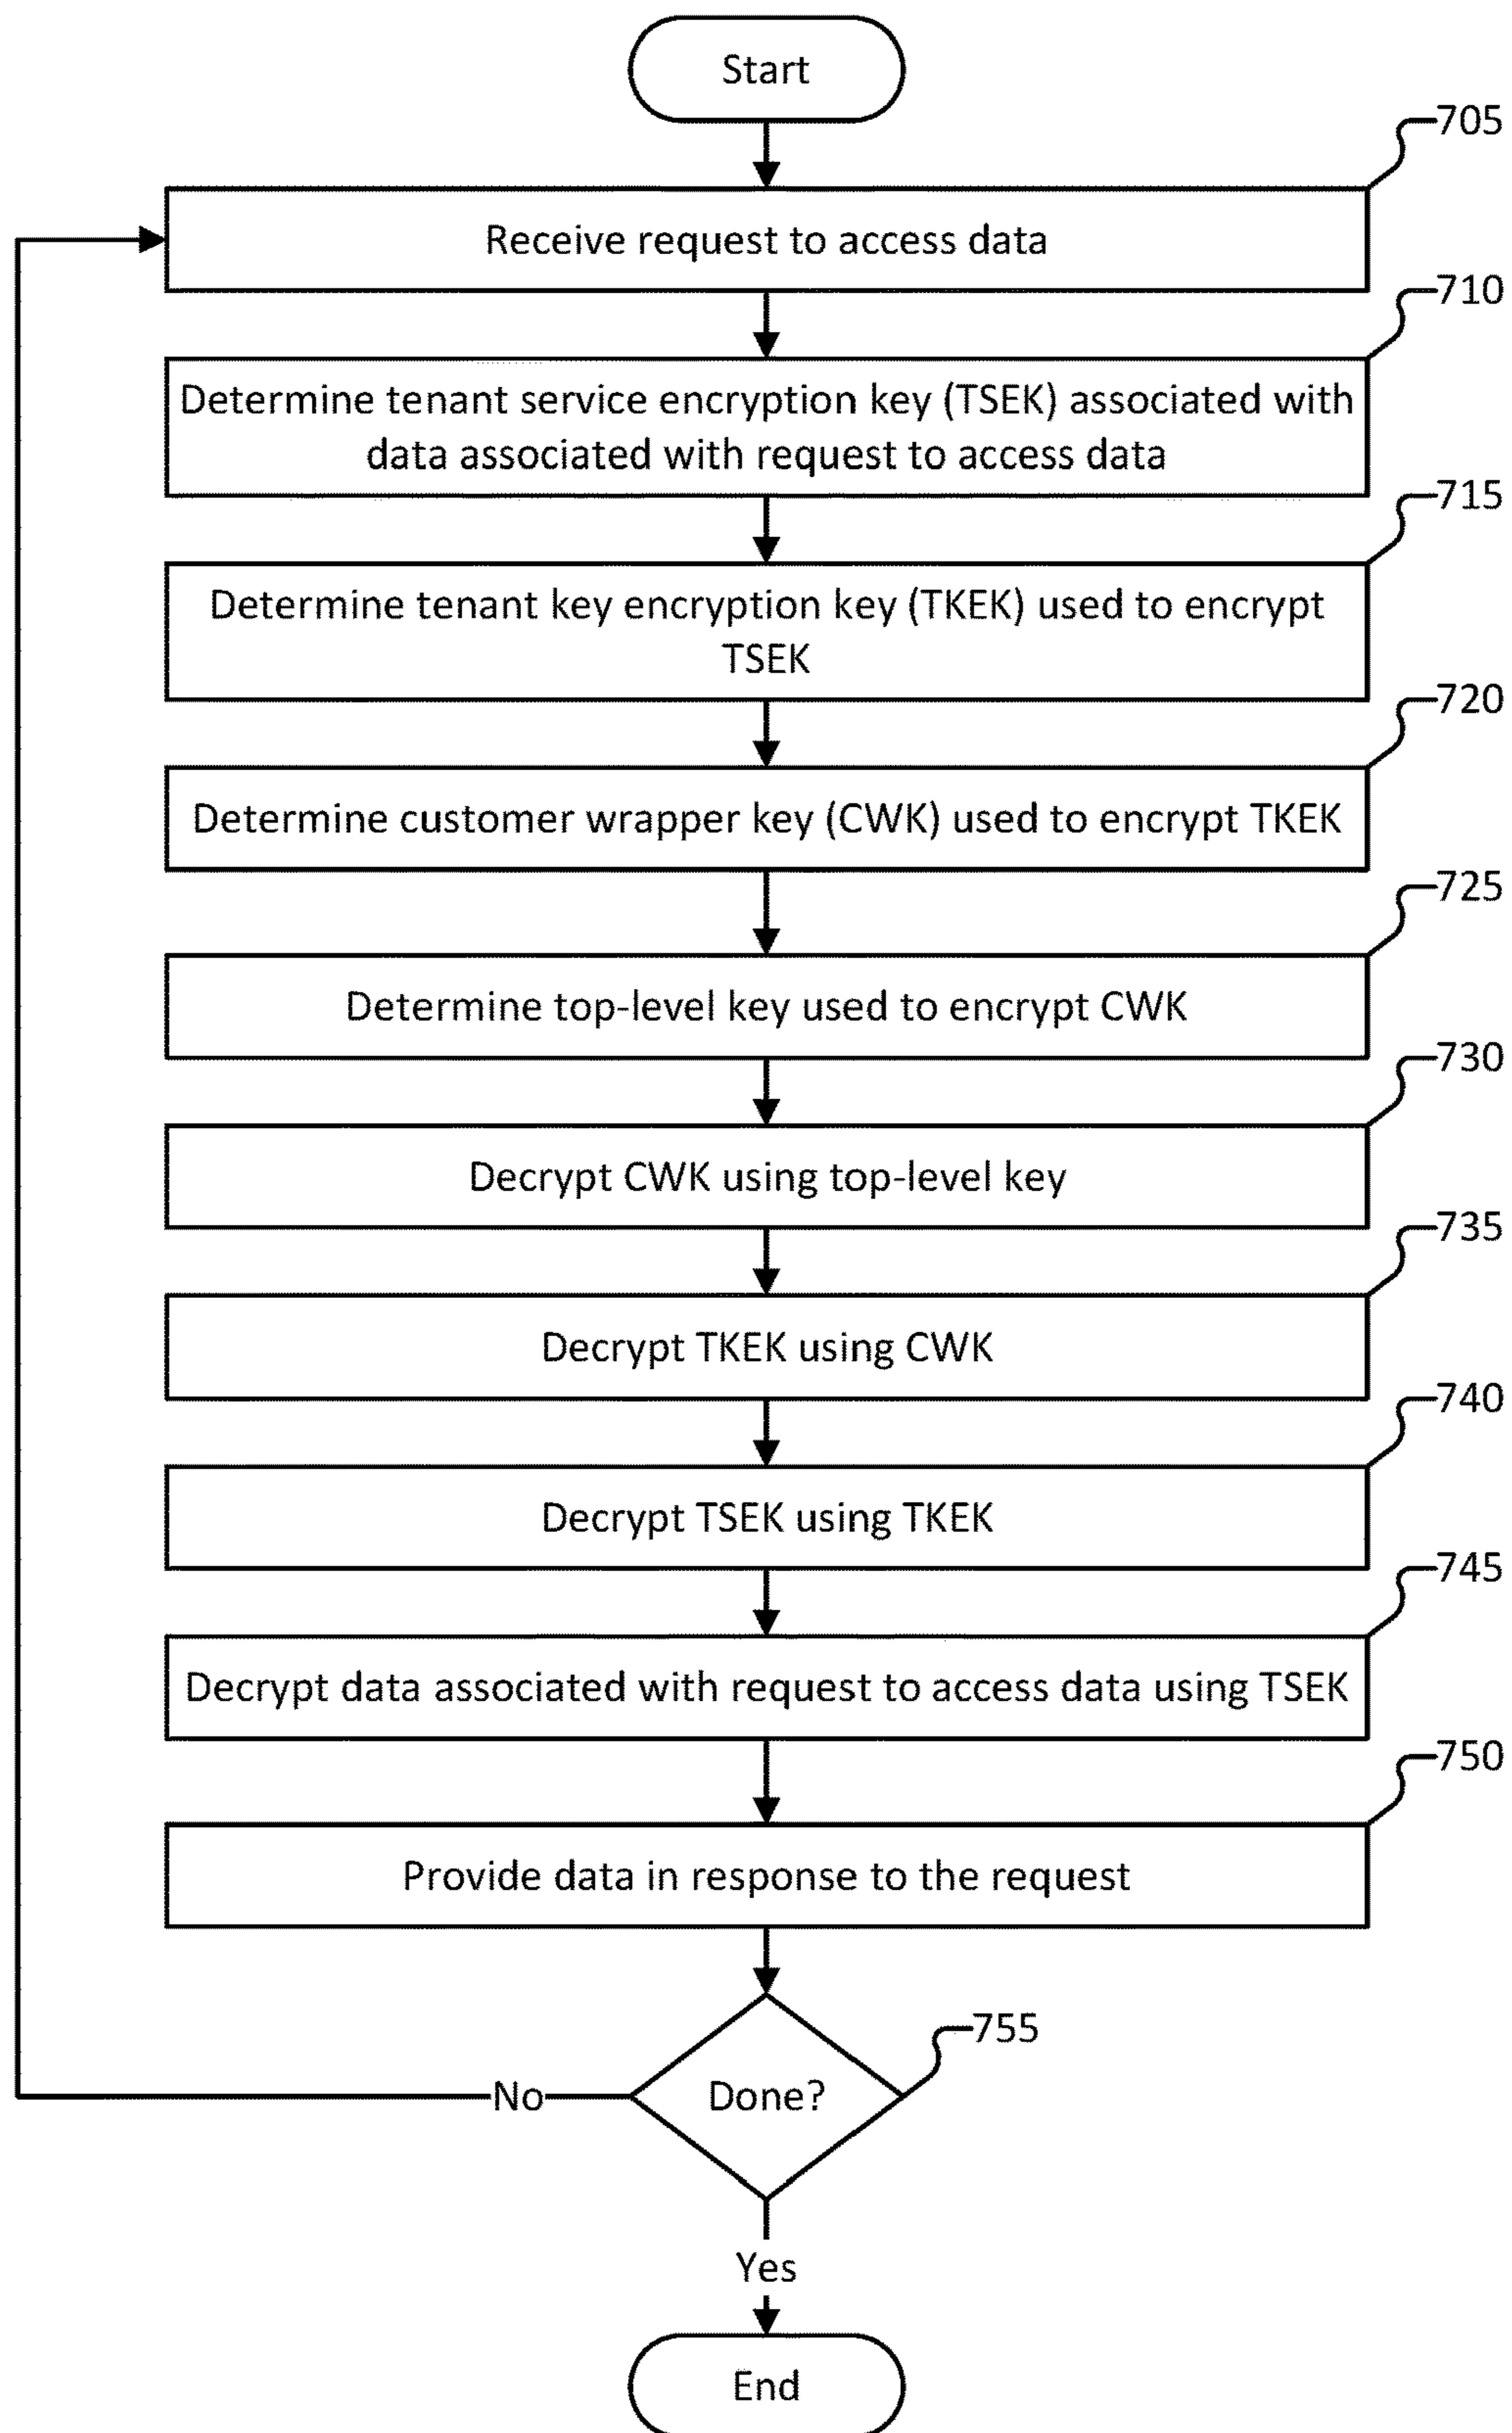 Start
705
Receive request to access data
710
Determine tenant service encryption key (TSEK) associated with
data associated with request to access data
715
Determine tenant key encryption key (TKEK) used to encrypt
TSEK
720
Determine customer wrapper key (CWK) used to encrypt TKEK
725
Determine top-level key used to encrypt CWK
730
Decrypt CWK using top-level key
735
Decrypt TKEK using CWK
740
Decrypt TSEK using TKEK
745
Decrypt data associated with request to access data using TSEK
750
Provide data in response to the request
755
No
Done?
Yes
End